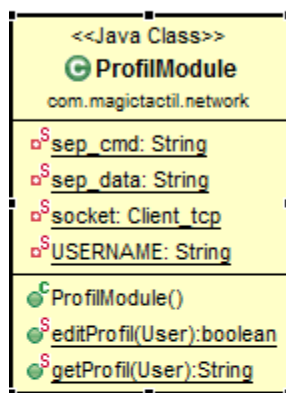 <<Java Class>>
C ProfilModule
com.magictactil.network
S sep_cmd: String
S sep_data: String
S socket: Client_tcp
S USERNAME: String
C ProfilModule()
S editProfil(User):boolean
S getProfil(User):String